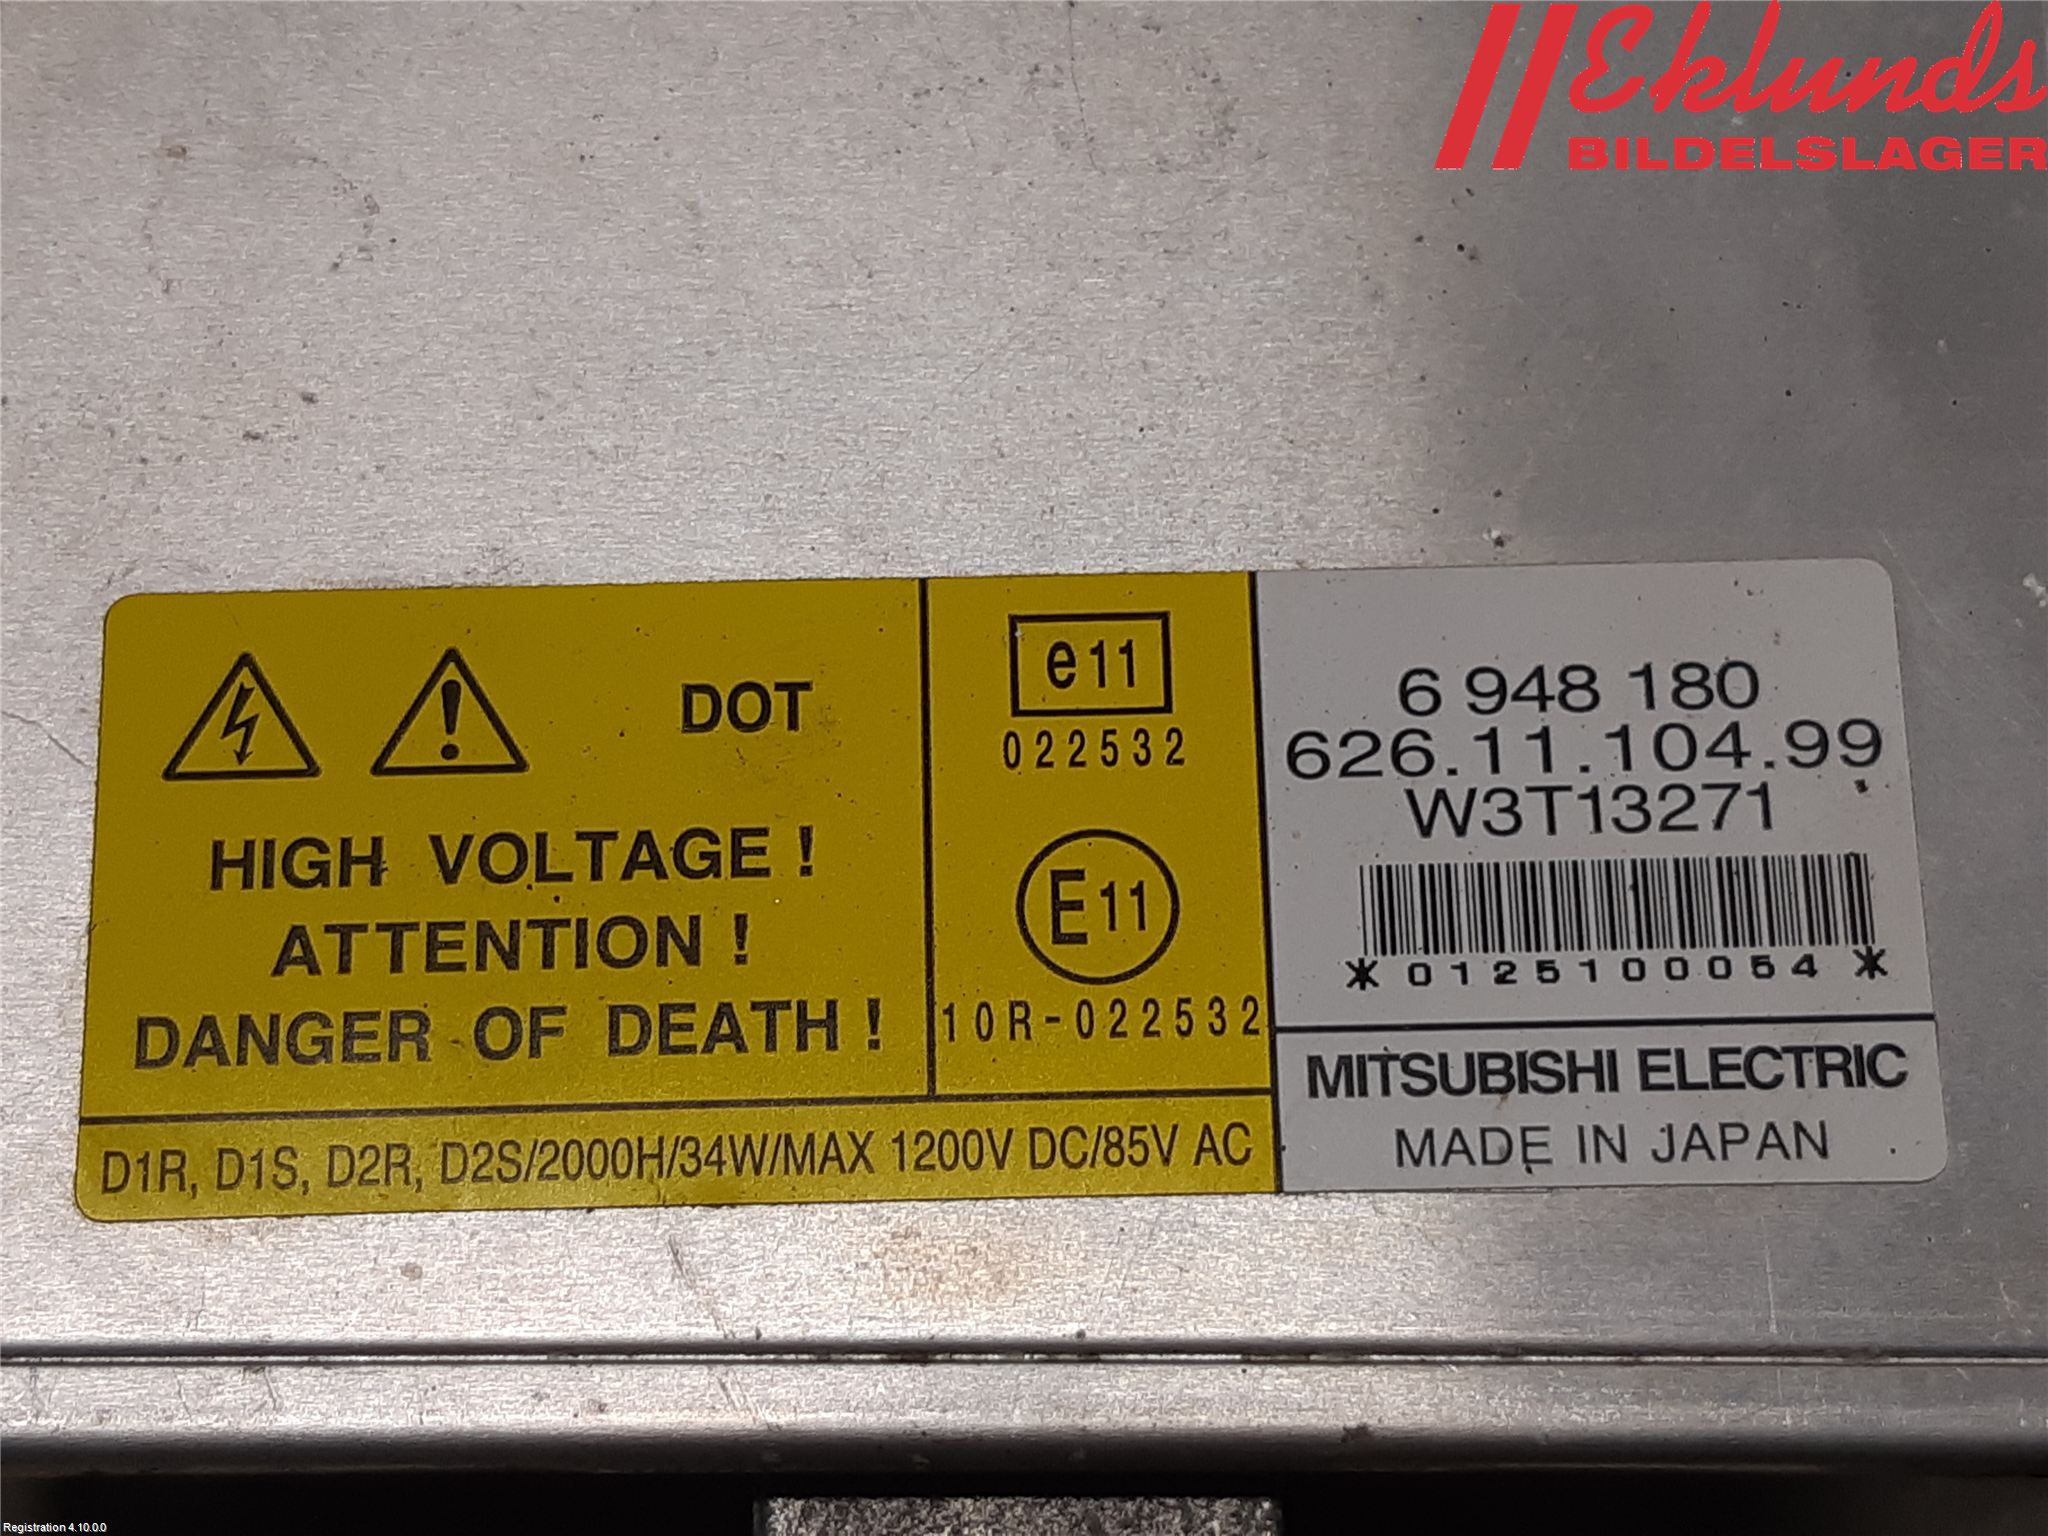 Eklunds
BILDELSLAGER
DOT
HIGH VOLTAGE !
ATTENTION !
DANGER OF DEATH !
D1R, D1S, D2R, D2S/2000H/34W/MAX 1200V DC/85V AC
e11
022532
E11
10R-022532
6 948 180
626.11.104.99
W3T13271
*0125100054*
MITSUBISHI ELECTRIC
MADE IN JAPAN
Registration 4.10.0.0